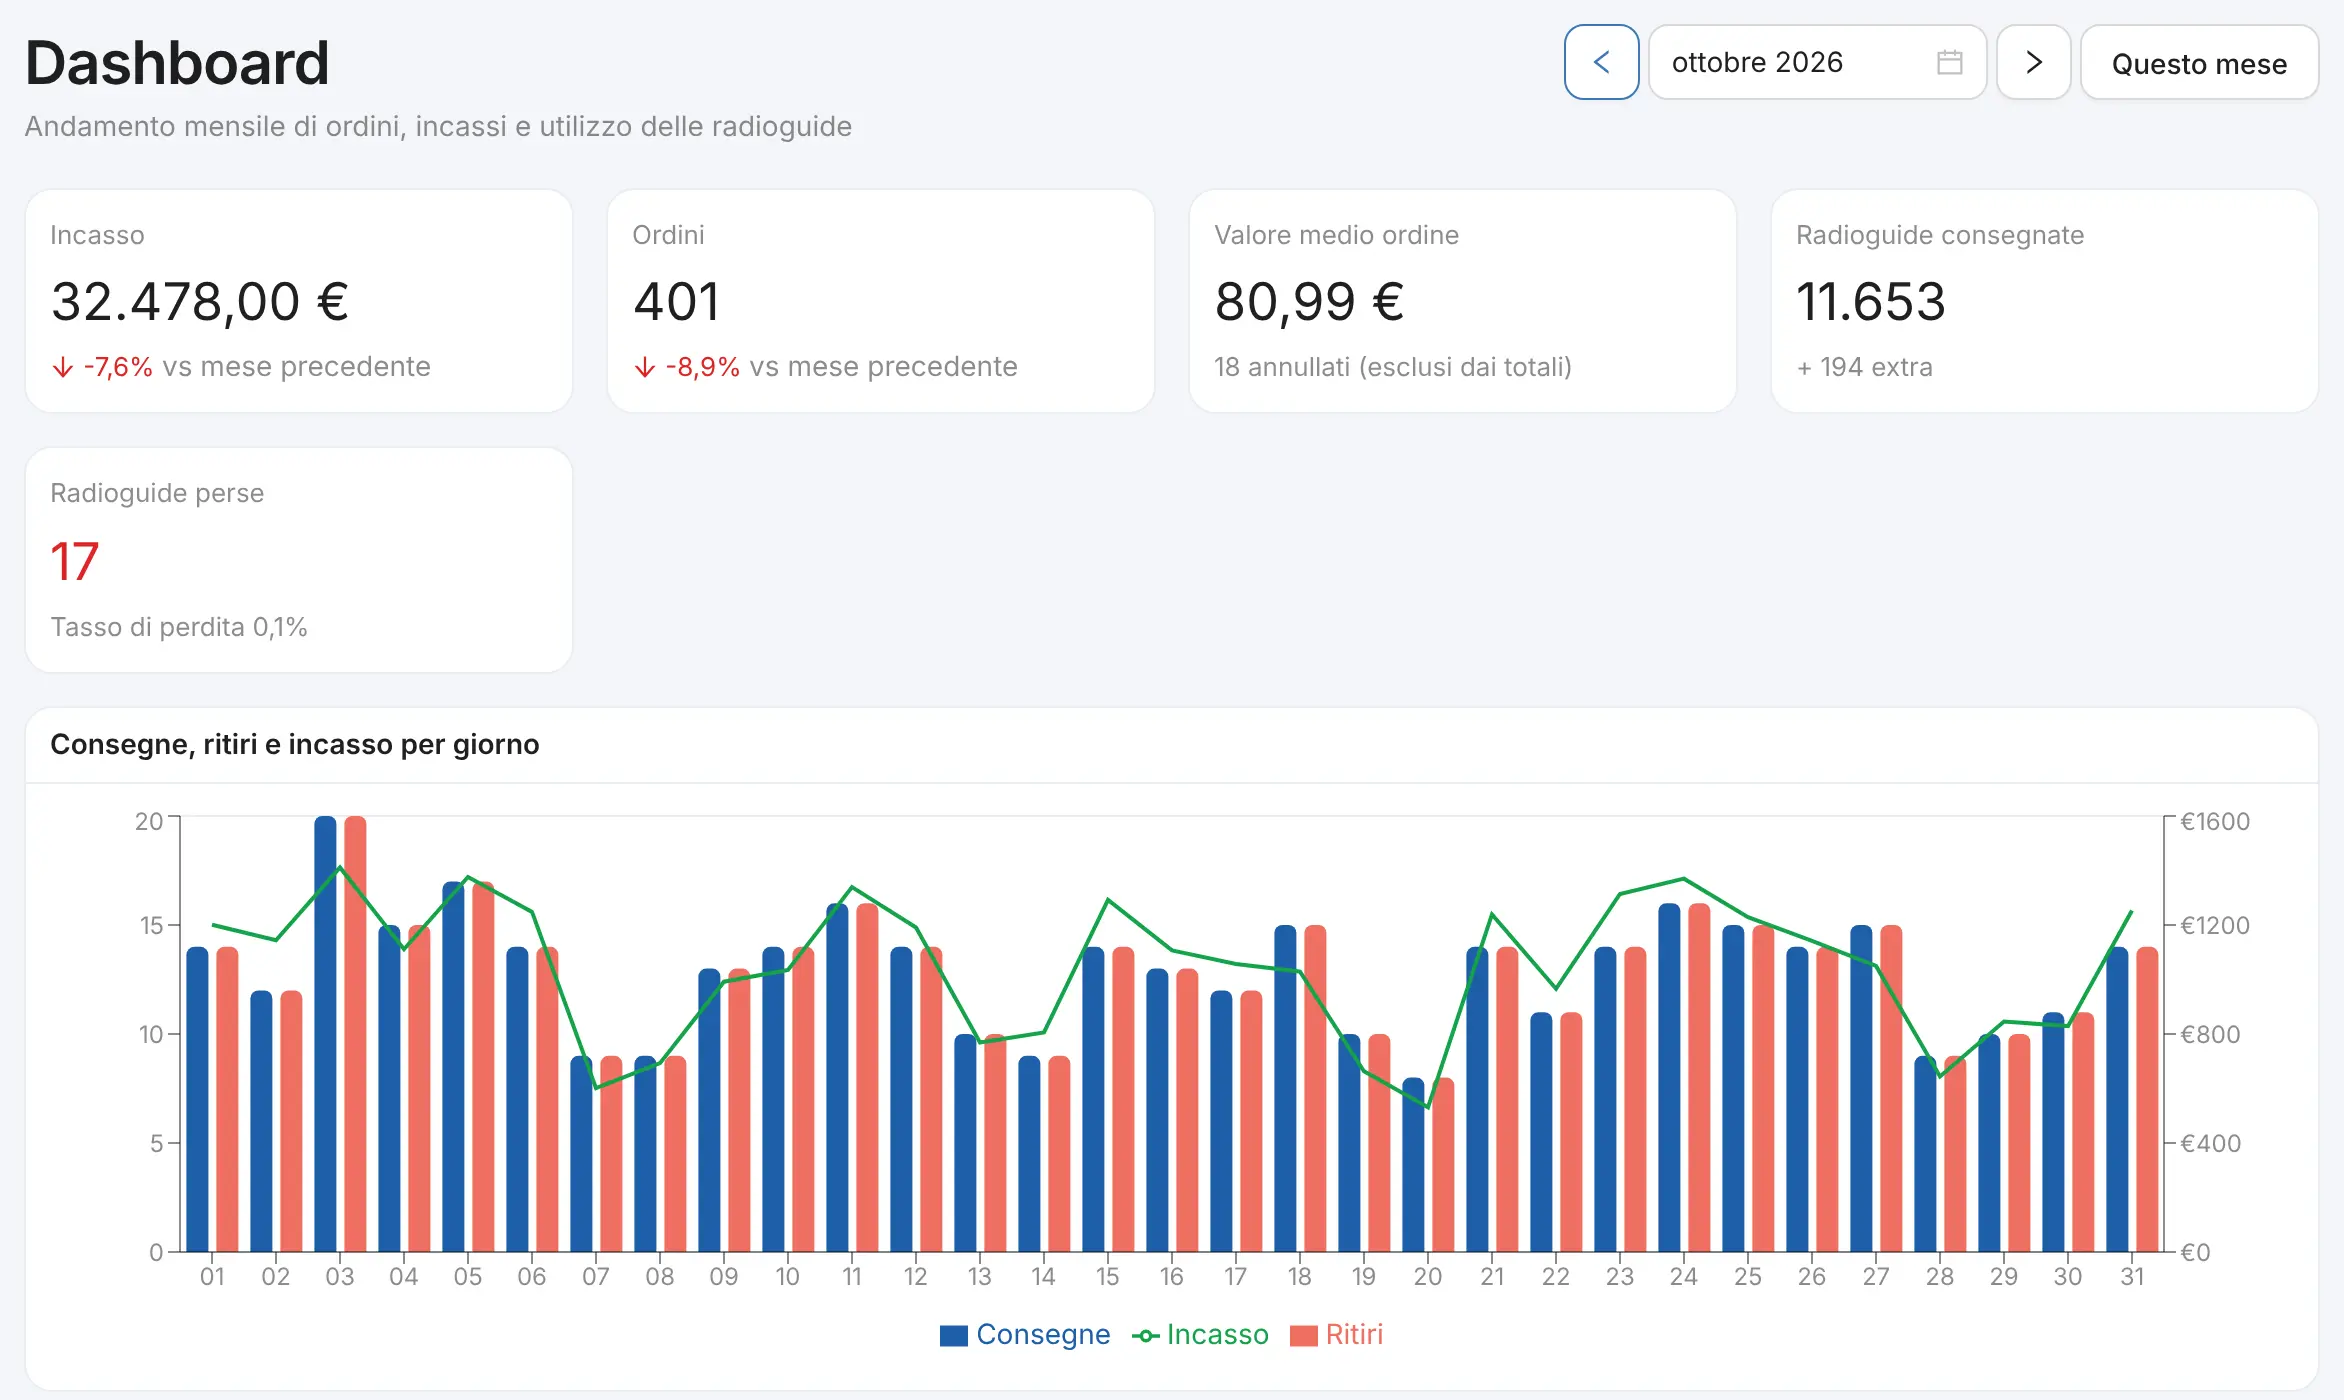 Dashboard
Andamento mensile di ordini, incassi e utilizzo delle radioguide
ottobre 2026
Questo mese
Incasso
32.478,00 €
-7,6% vs mese precedente
Ordini
401
-8,9% vs mese precedente
Valore medio ordine
80,99 €
18 annullati (esclusi dai totali)
Radioguide consegnate
11.653
+ 194 extra
Radioguide perse
17
Tasso di perdita 0,1%
Consegne, ritiri e incasso per giorno
20
15
10
5
0
€1600
€1200
€800
€400
€0
01 02 03 04 05 06 07 08 09 10 11 12 13 14 15 16 17 18 19 20 21 22 23 24 25 26 27 28 29 30 31
Consegne Incasso Ritiri